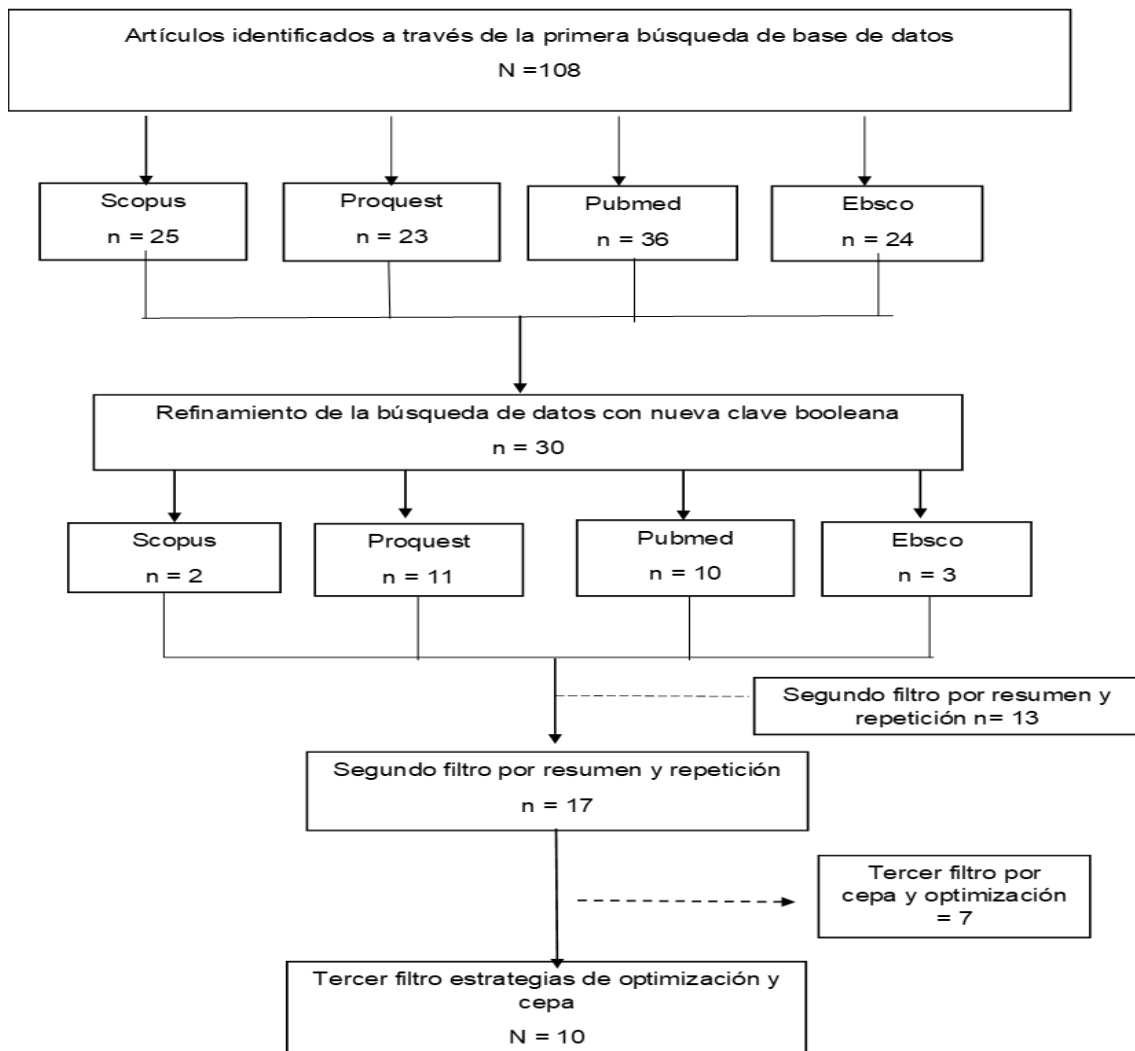 Artículos identificados a través de la primera búsqueda de base de datos
N =108
Scopus
n = 25
Proquest
n = 23
Pubmed
n = 36
Ebsco
n = 24
Refinamiento de la búsqueda de datos con nueva clave booleana
n = 30
Scopus
n = 2
Proquest
n = 11
Pubmed
n = 10
Ebsco
n = 3
Segundo filtro por resumen y
repetición n= 13
Segundo filtro por resumen y repetición
n = 17
Tercer filtro por
cepa y optimización
= 7
Tercer filtro estrategias de optimización y
cepa
N = 10